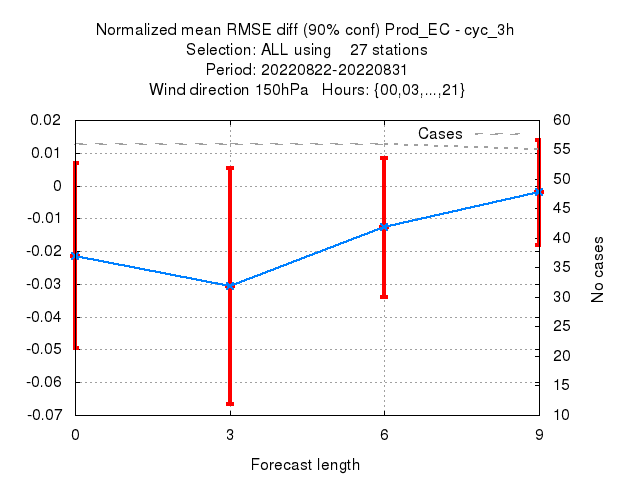 Normalized mean RMSE diff (90% conf) Prod_EC - cyc_3h
Selection: ALL using    27 stations
Period: 20220822-20220831
Wind direction 150hPa   Hours: {00,03,...,21}
Cases
0.02
0.01
0
-0.01
-0.02
-0.03
-0.04
-0.05
-0.06
-0.07
60
55
50
45
40
35
30
25
20
15
10
No cases
0 3 6 9
Forecast length